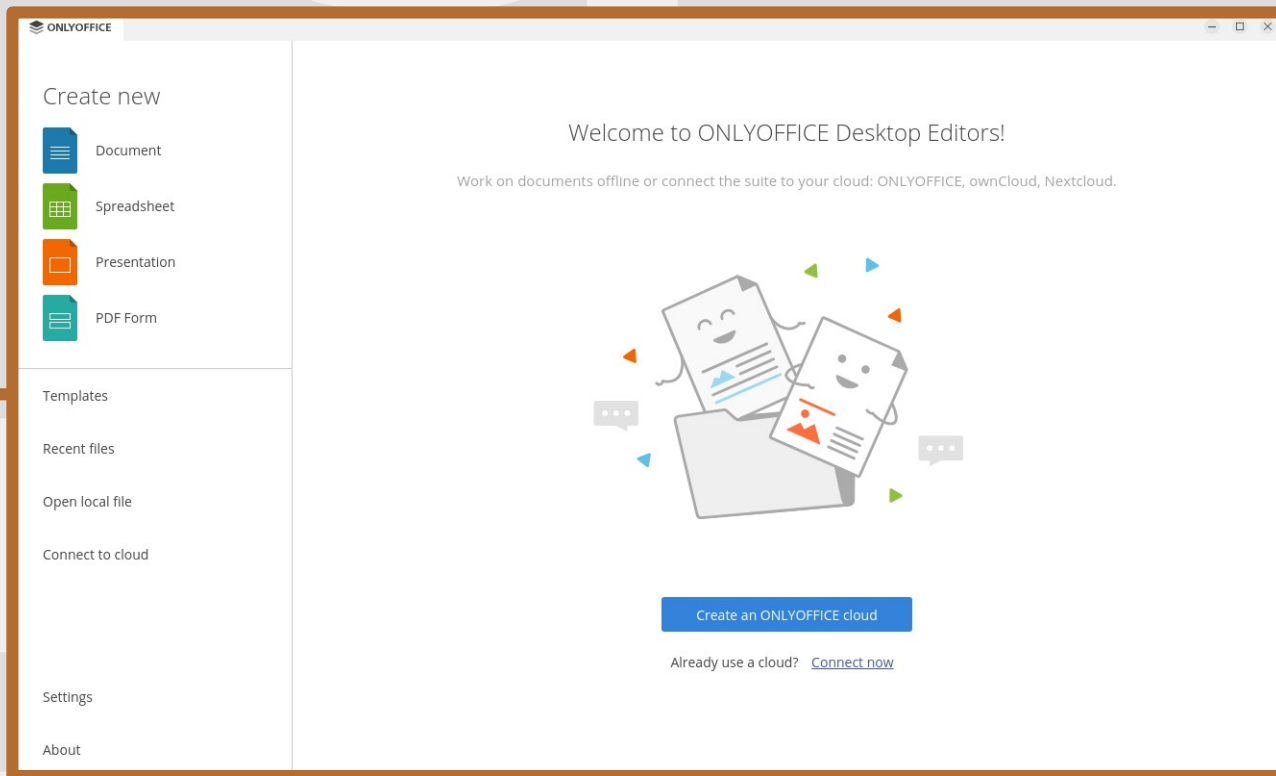 ONLYOFFICE
Create new
Document
Spreadsheet
Presentation
PDF Form
Templates
Recent files
Open local file
Connect to cloud
Settings
About
Welcome to ONLYOFFICE Desktop Editors!
Work on documents offline or connect the suite to your cloud: ONLYOFFICE, ownCloud, Nextcloud.
Create an ONLYOFFICE cloud
Already use a cloud? Connect now